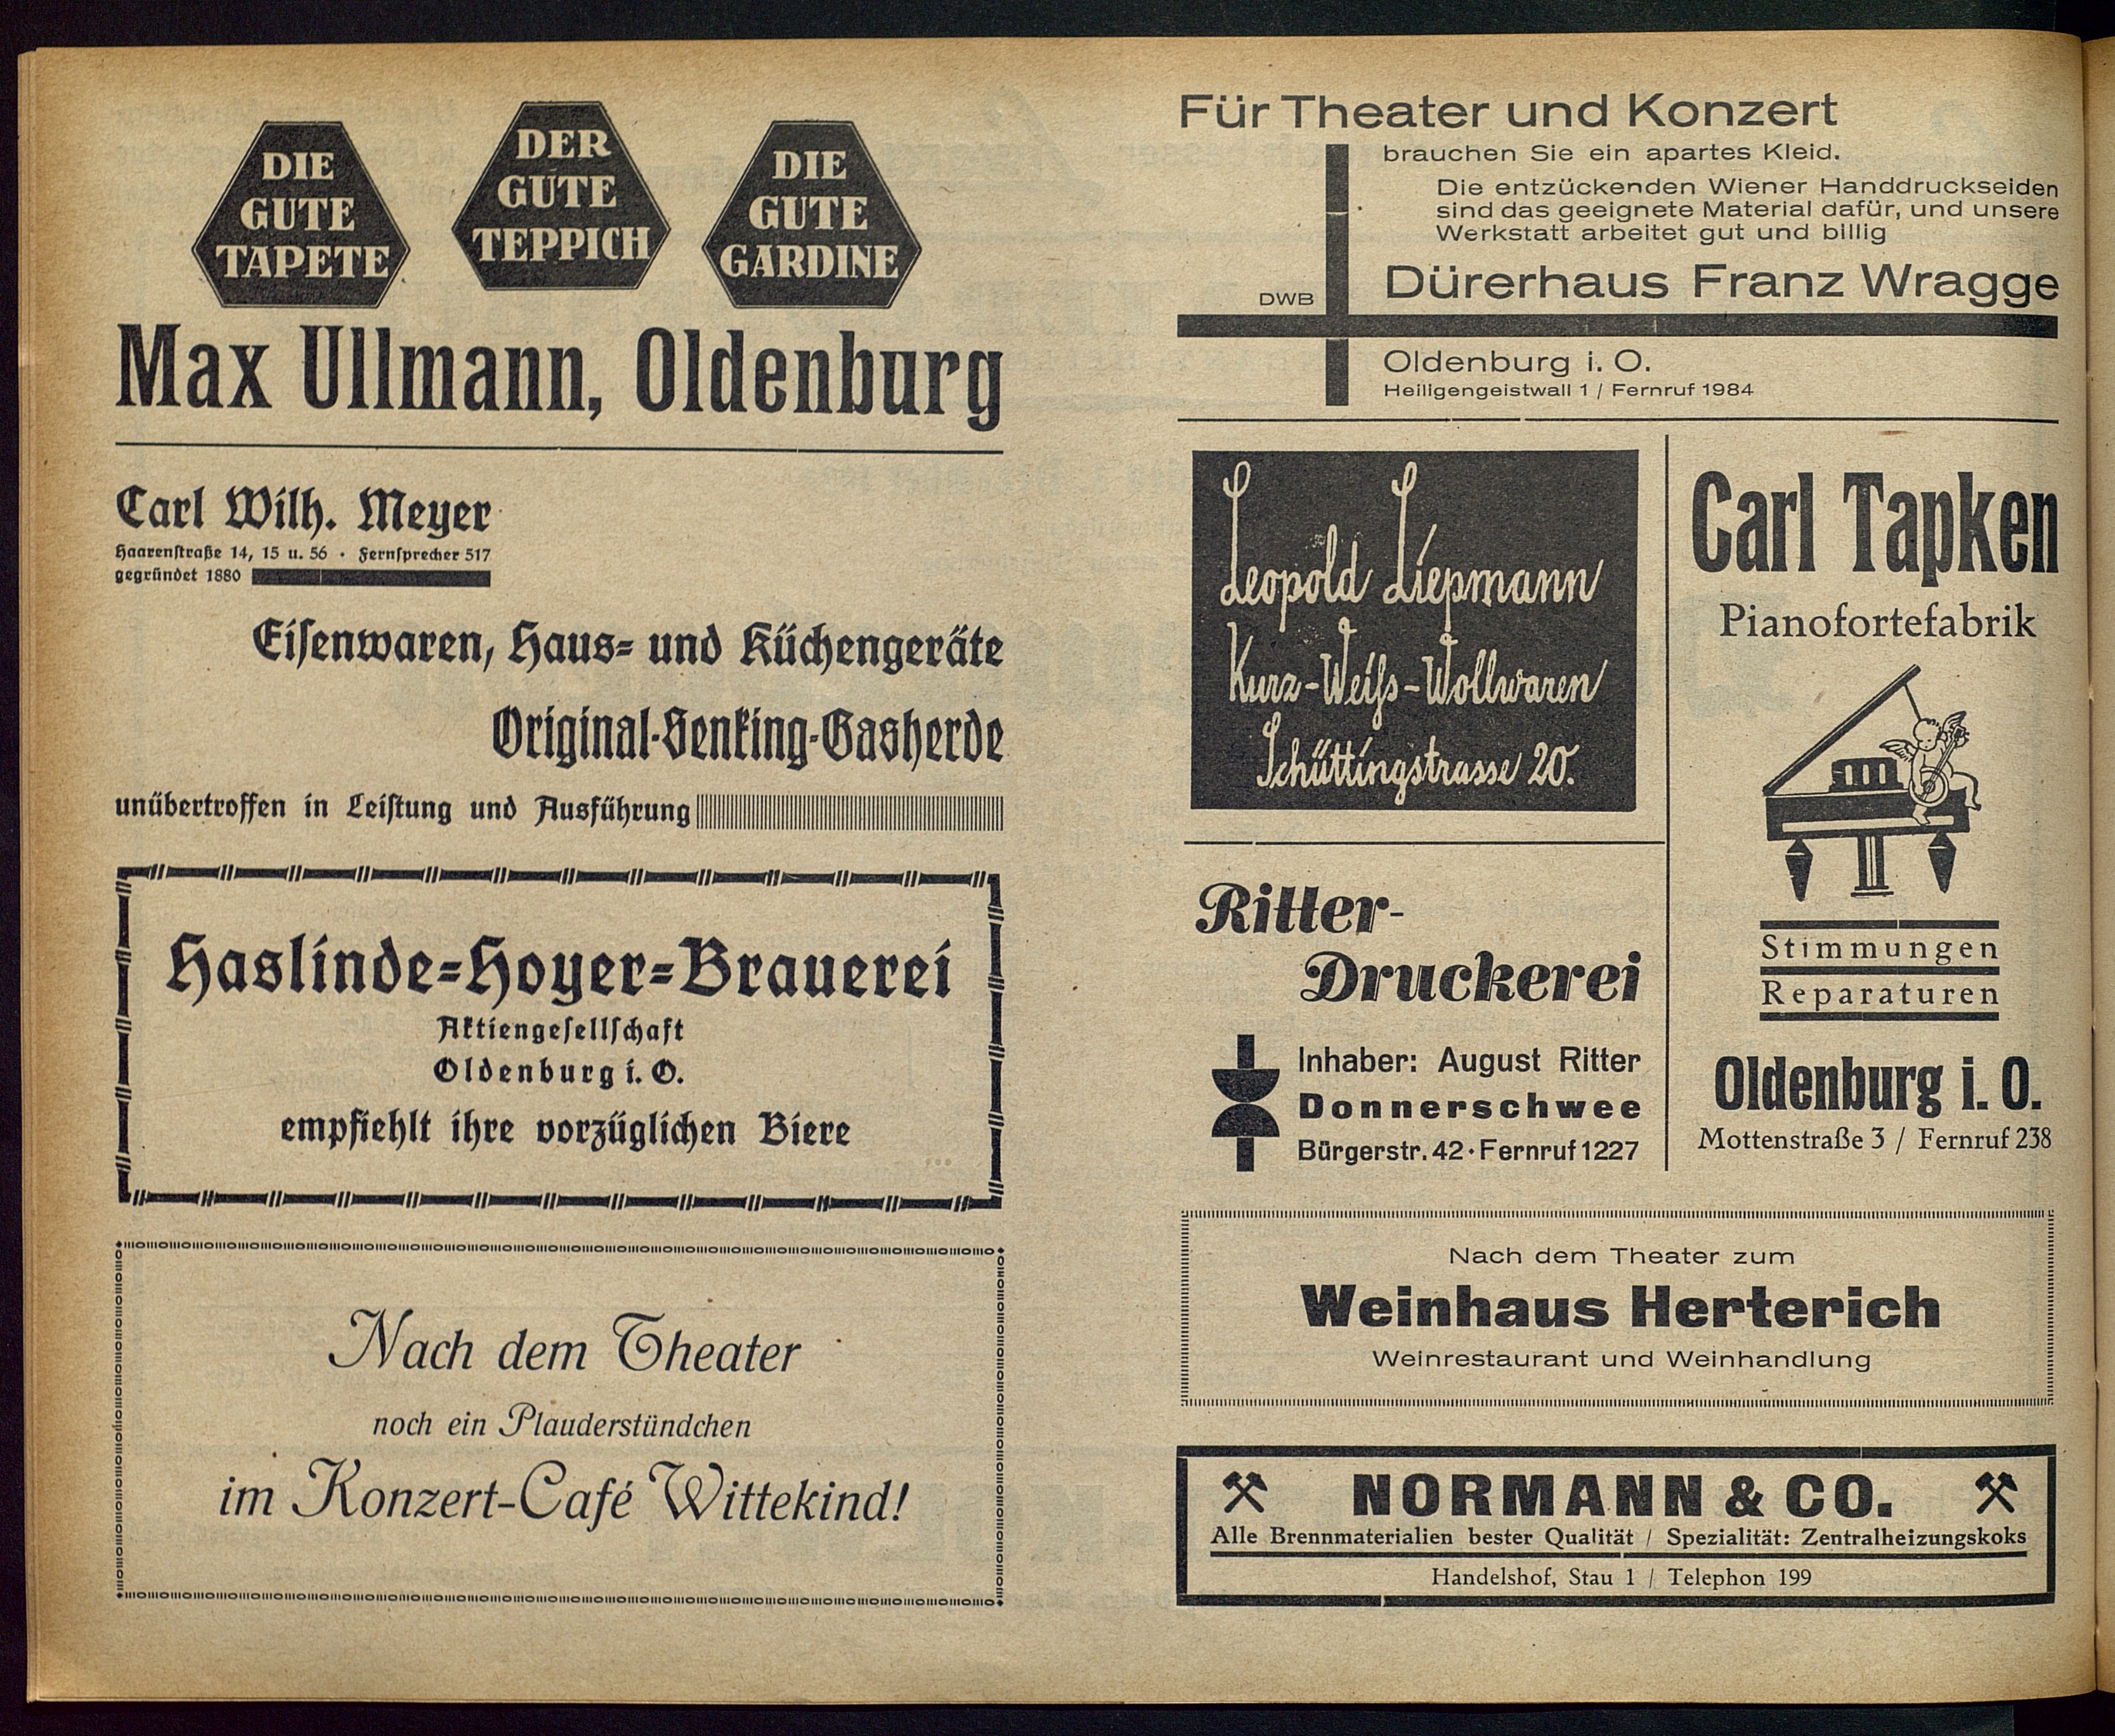 DIE
GUTE
TAPETE
DER
GUTE
TEPPICH
DIE
GUTE
GARDINE
Max Ullmann, Oldenburg
Carl Wilh. Meyer
Haarenstraße 14, 15 u. 56 · Fernsprecher 517
gegründet 1880
Eisenwaren, Haus- und Küchengeräte
Original-Senking-Gasherde
unübertroffen in Leistung und Ausführung
Haslinde-Hoyer-Brauerei
Aktiengesellschaft
Oldenburg i. O.
empfiehlt ihre vorzüglichen Biere
Nach dem Theater
noch ein Plauderstündchen
im Konzert-Café Wittekind!
Für Theater und Konzert
brauchen Sie ein apartes Kleid.
Die entzückenden Wiener Handdruckseiden
sind das geeignete Material dafür, und unsere
Werkstatt arbeitet gut und billig
DWB
Dürerhaus Franz Wragge
Oldenburg i. O.
Heiligengeistwall 1 / Fernruf 1984
Leopold Liepmann
Kurz-Weiß-Wollwaren
Schüttingstrasse 20.
Ritter-
Druckerei
Inhaber: August Ritter
Donnerschwee
Bürgerstr. 42 · Fernruf 1227
Carl Tapken
Pianofortefabrik
Stimmungen
Reparaturen
Oldenburg i. O.
Mottenstraße 3 / Fernruf 238
Nach dem Theater zum
Weinhaus Herterich
Weinrestaurant und Weinhandlung
NORMANN & CO.
Alle Brennmaterialien bester Qualität / Spezialität: Zentralheizungskoks
Handelshof, Stau 1 / Telephon 199